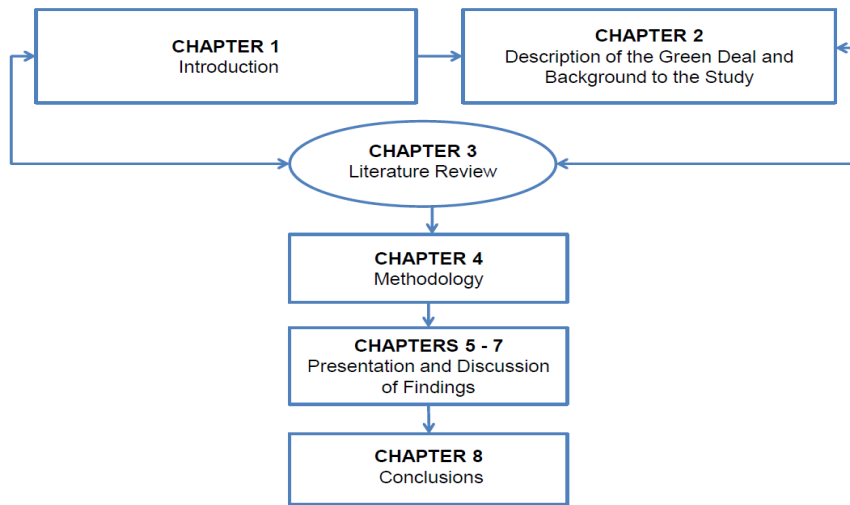 CHAPTER 1
Introduction
CHAPTER 2
Description of the Green Deal and
Background to the Study
CHAPTER 3
Literature Review
CHAPTER 4
Methodology
CHAPTERS 5 - 7
Presentation and Discussion
of Findings
CHAPTER 8
Conclusions